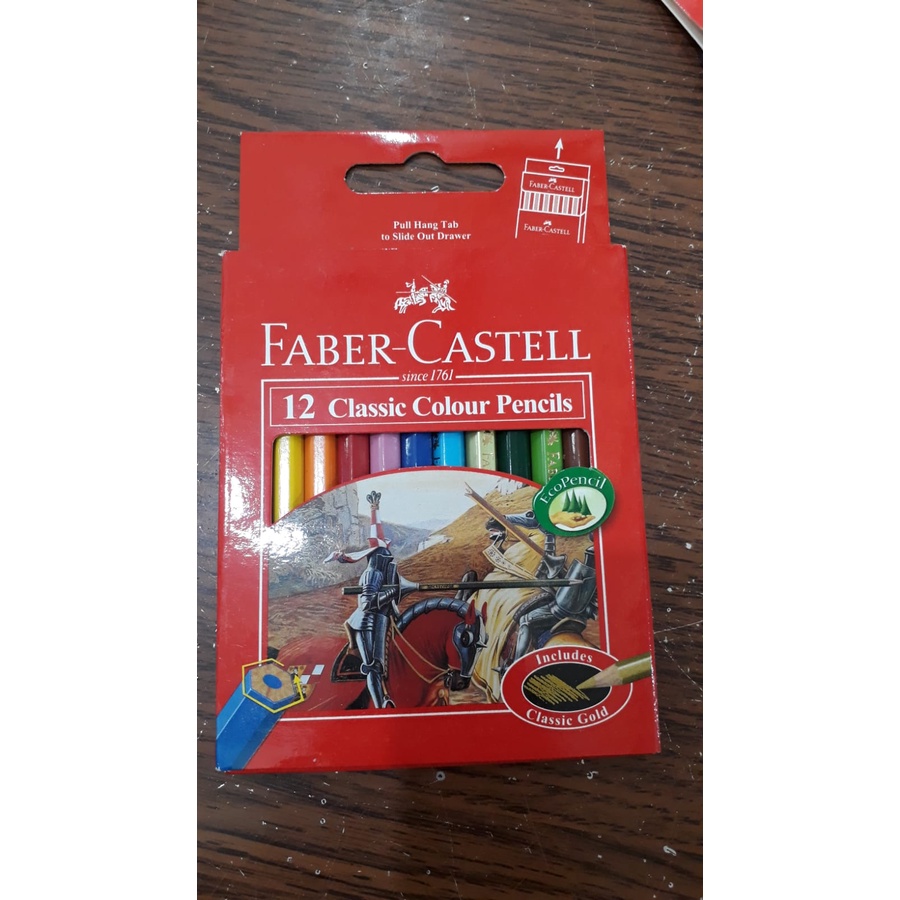 FABER-CASTELL
FABER-CASTELL
Pull Hang Tab
to Slide Out Drawer
FABER-CASTELL
since 1761
12 Classic Colour Pencils
EcoPencil
Includes
Classic Gold